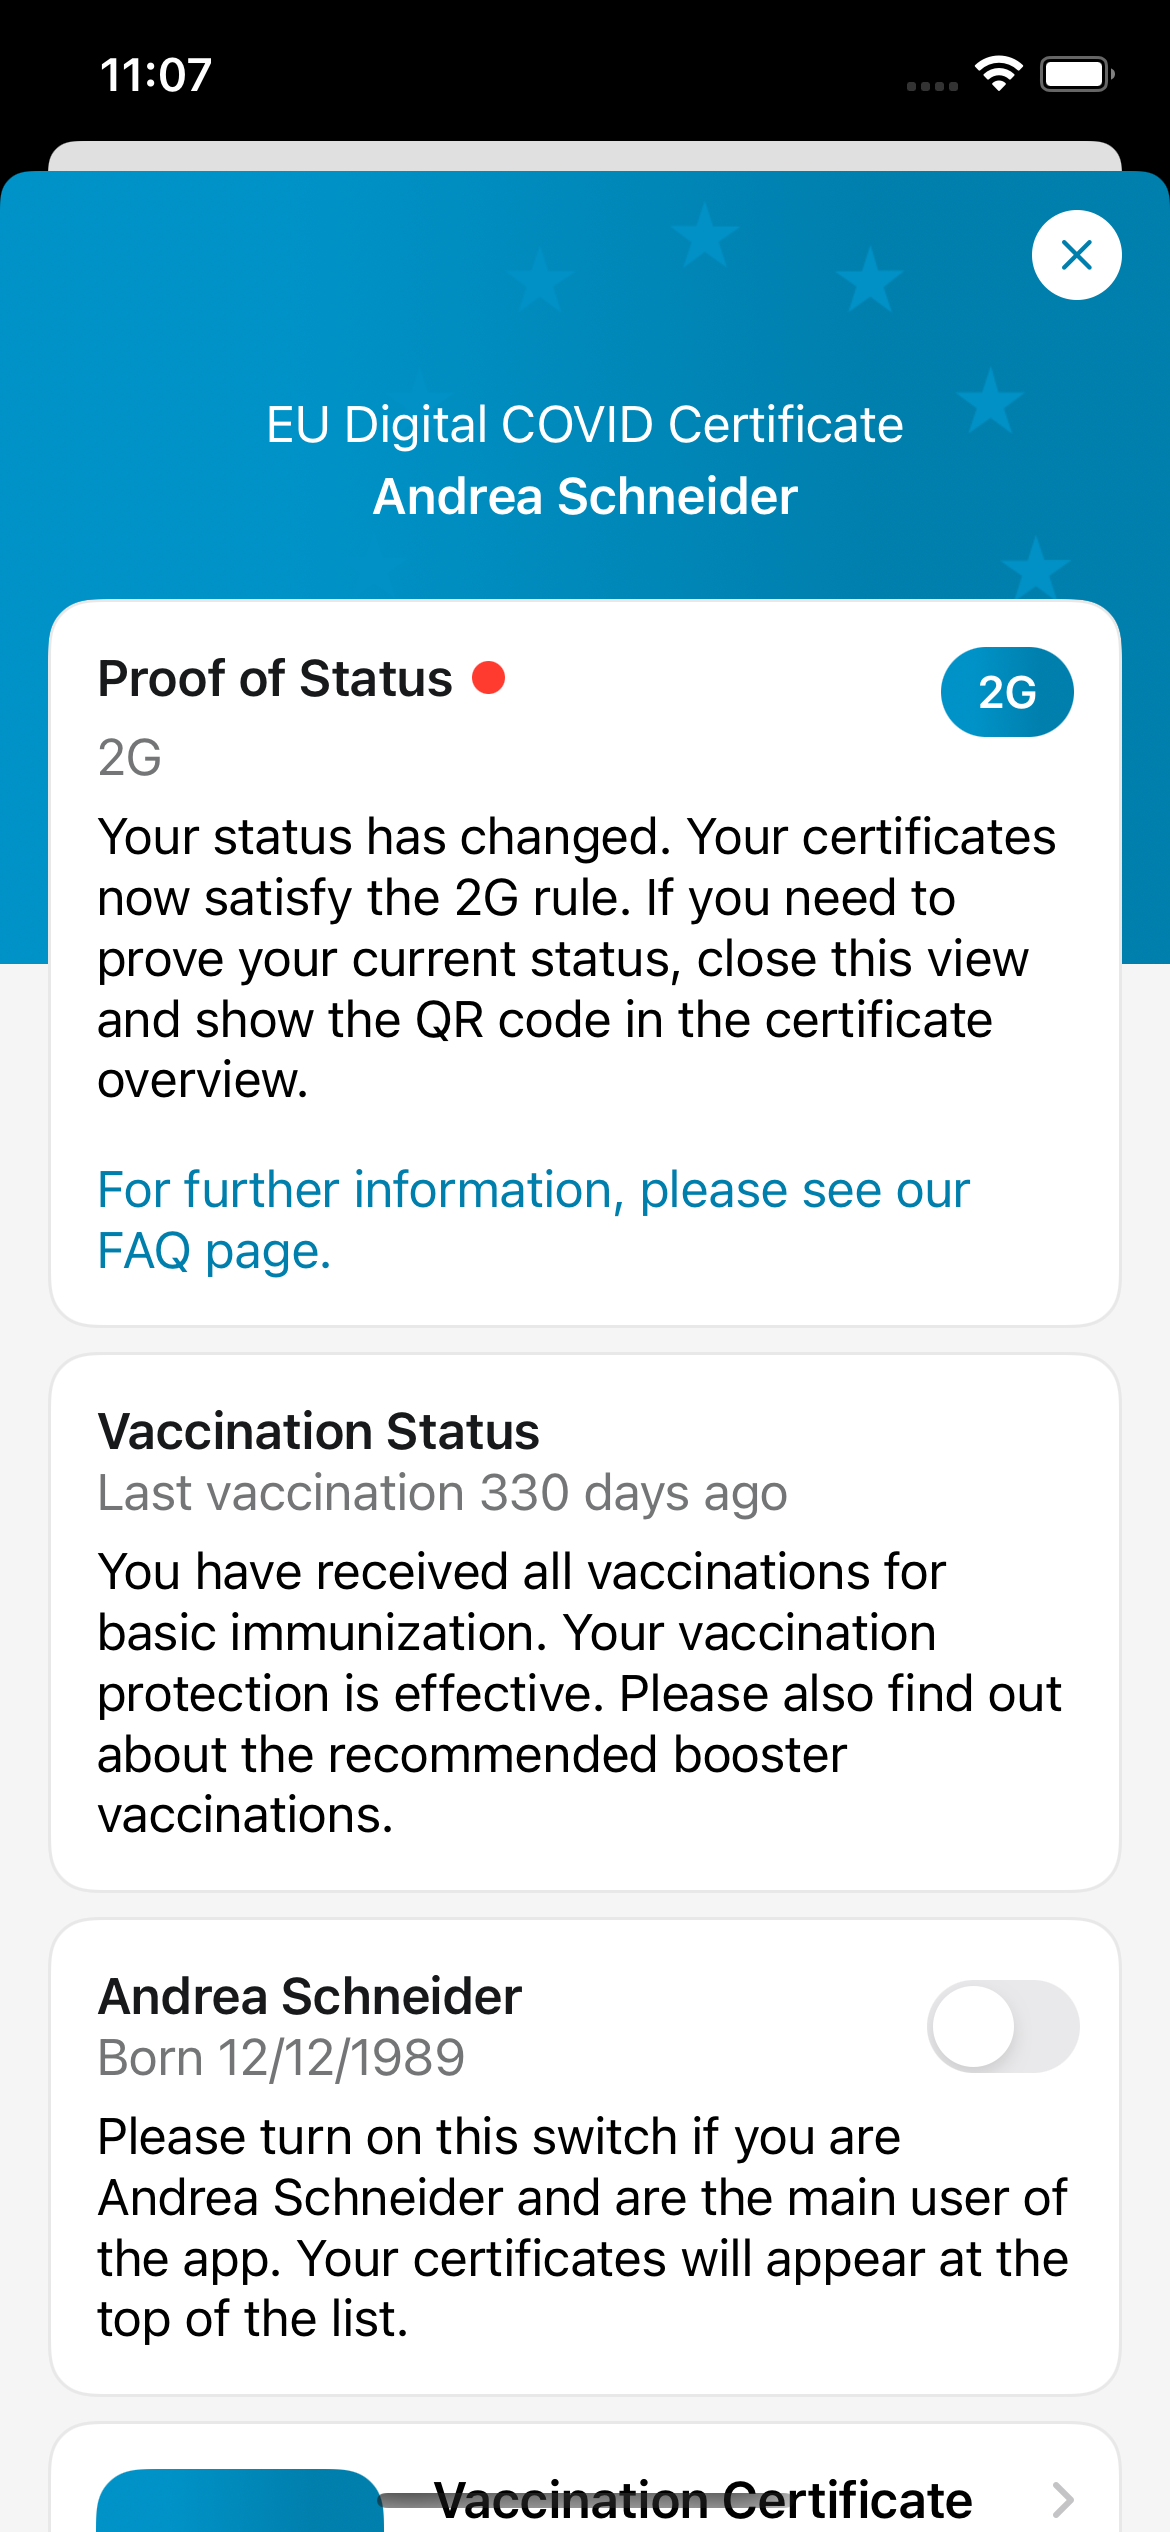 11:07
EU Digital COVID Certificate
Andrea Schneider
Proof of Status
2G
2G
Your status has changed. Your certificates
now satisfy the 2G rule. If you need to
prove your current status, close this view
and show the QR code in the certificate
overview.
For further information, please see our
FAQ page.
Vaccination Status
Last vaccination 330 days ago
You have received all vaccinations for
basic immunization. Your vaccination
protection is effective. Please also find out
about the recommended booster
vaccinations.
Andrea Schneider
Born 12/12/1989
Please turn on this switch if you are
Andrea Schneider and are the main user of
the app. Your certificates will appear at the
top of the list.
Vaccination Certificate